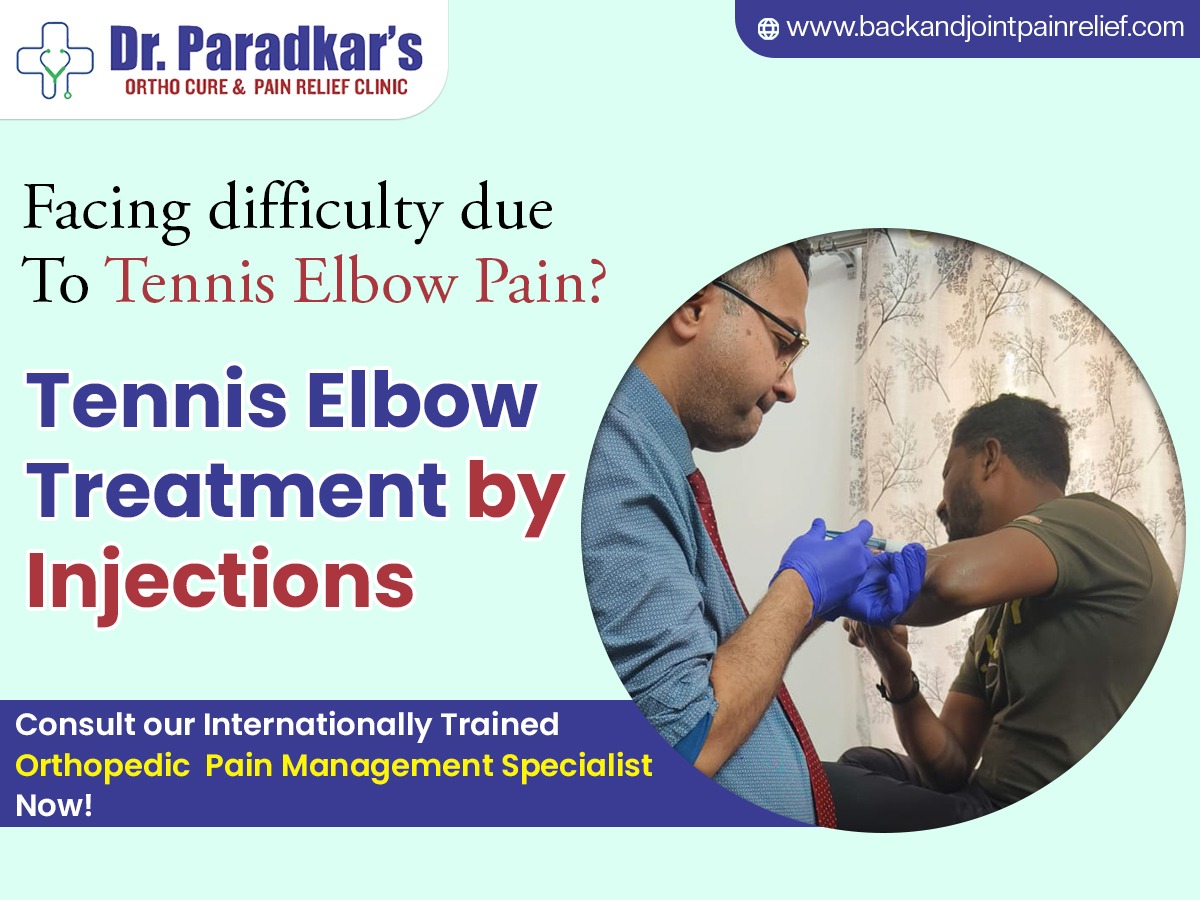 Dr. Paradkar's
ORTHO CURE & PAIN RELIEF CLINIC
www.backandjointpainrelief.com
Facing difficulty due
To Tennis Elbow Pain?
Tennis Elbow
Treatment by
Injections
Consult our Internationally Trained
Orthopedic Pain Management Specialist
Now!